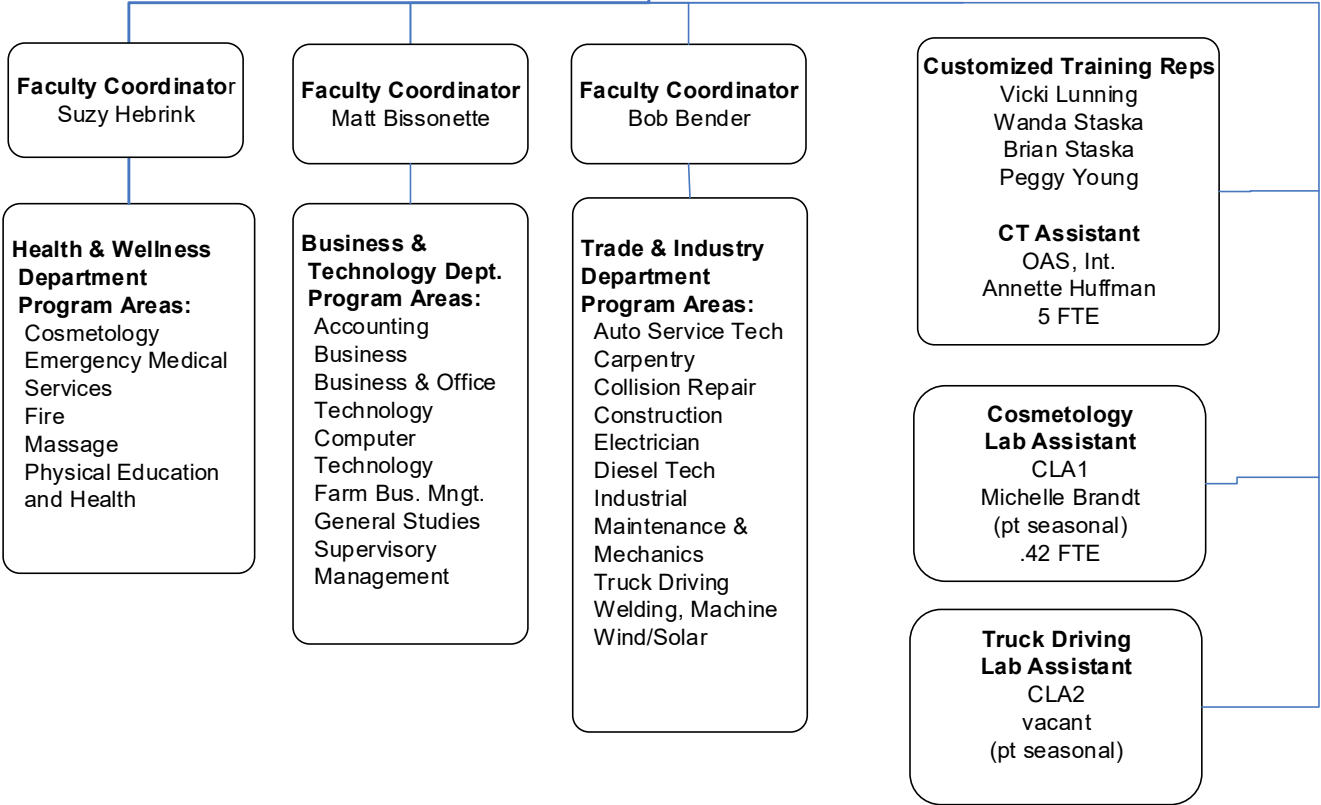 Faculty Coordinator
Suzy Hebrink
Faculty Coordinator
Matt Bissonette
Faculty Coordinator
Bob Bender
Customized Training Reps
Vicki Lunning
Wanda Staska
Brian Staska
Peggy Young
CT Assistant
OAS, Int.
Annette Huffman
5 FTE
Health & Wellness
Department
Program Areas:
Cosmetology
Emergency Medical
Services
Fire
Massage
Physical Education
and Health
Business &
Technology Dept.
Program Areas:
Accounting
Business
Business & Office
Technology
Computer
Technology
Farm Bus. Mngt.
General Studies
Supervisory
Management
Trade & Industry
Department
Program Areas:
Auto Service Tech
Carpentry
Collision Repair
Construction
Electrician
Diesel Tech
Industrial
Maintenance &
Mechanics
Truck Driving
Welding, Machine
Wind/Solar
Cosmetology
Lab Assistant
CLA1
Michelle Brandt
(pt seasonal)
.42 FTE
Truck Driving
Lab Assistant
CLA2
vacant
(pt seasonal)